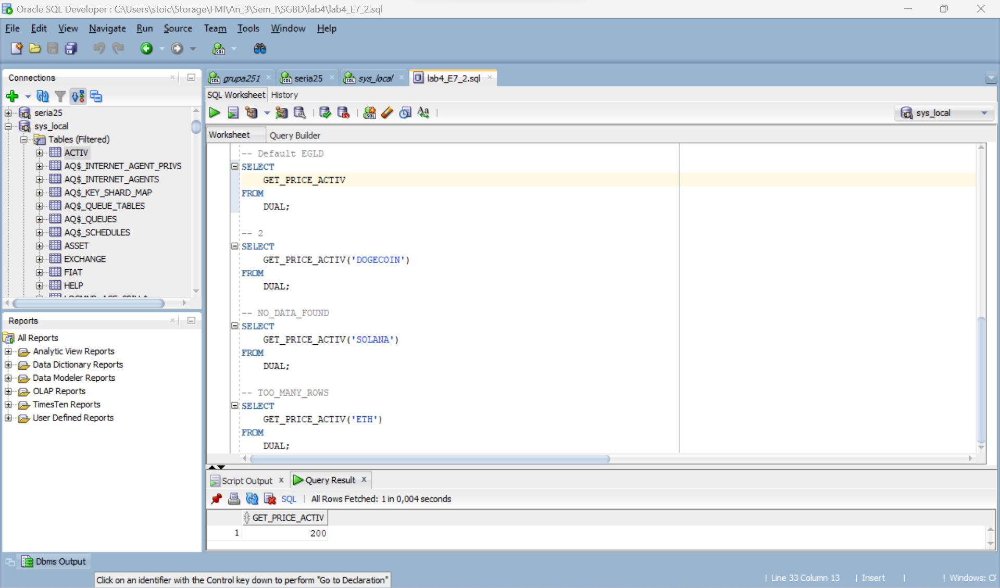 Oracle SQL Developer : C:\Users\stoic\Storage\FMI\An_3\Sem_I\SGBD\lab4\lab4_E7_2.sql
File Edit View Navigate Run Source Team Tools Window Help
Connections
seria25
sys_local
Tables (Filtered)
ACTIV
AQ$_INTERNET_AGENT_PRIVS
AQ$_INTERNET_AGENTS
AQ$_KEY_SHARD_MAP
AQ$_QUEUE_TABLES
AQ$_QUEUES
AQ$_SCHEDULES
ASSET
EXCHANGE
FIAT
HELP
Reports
All Reports
Analytic View Reports
Data Dictionary Reports
Data Modeler Reports
OLAP Reports
TimesTen Reports
User Defined Reports
grupa251 seria25 sys_local lab4_E7_2.sql
SQL Worksheet History
sys_local
Worksheet Query Builder
-- Default EGLD
SELECT
GET_PRICE_ACTIV
FROM
DUAL;
-- 2
SELECT
GET_PRICE_ACTIV('DOGECOIN')
FROM
DUAL;
-- NO_DATA_FOUND
SELECT
GET_PRICE_ACTIV('SOLANA')
FROM
DUAL;
-- TOO_MANY_ROWS
SELECT
GET_PRICE_ACTIV('ETH')
FROM
DUAL;
Script Output Query Result
SQL | All Rows Fetched: 1 in 0,004 seconds
GET_PRICE_ACTIV
1 200
Dbms Output
Click on an identifier with the Control key down to perform "Go to Declaration"
| Line 33 Column 13 | Insert | | Windows: